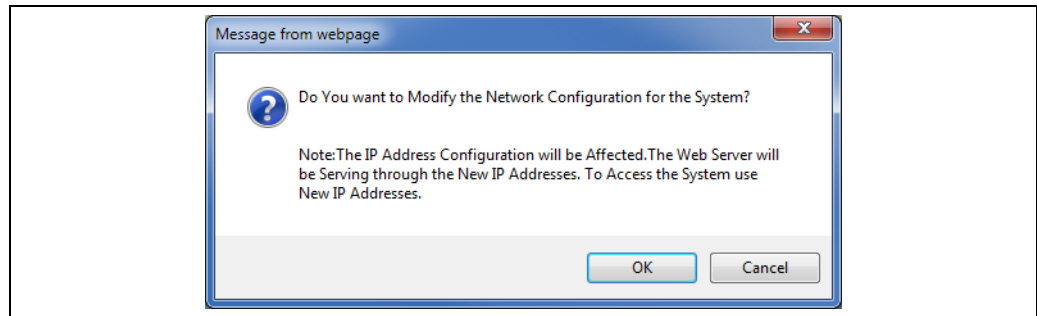 Message from webpage
Do You want to Modify the Network Configuration for the System?
Note:The IP Address Configuration will be Affected.The Web Server will
be Serving through the New IP Addresses. To Access the System use
New IP Addresses.
OK
Cancel